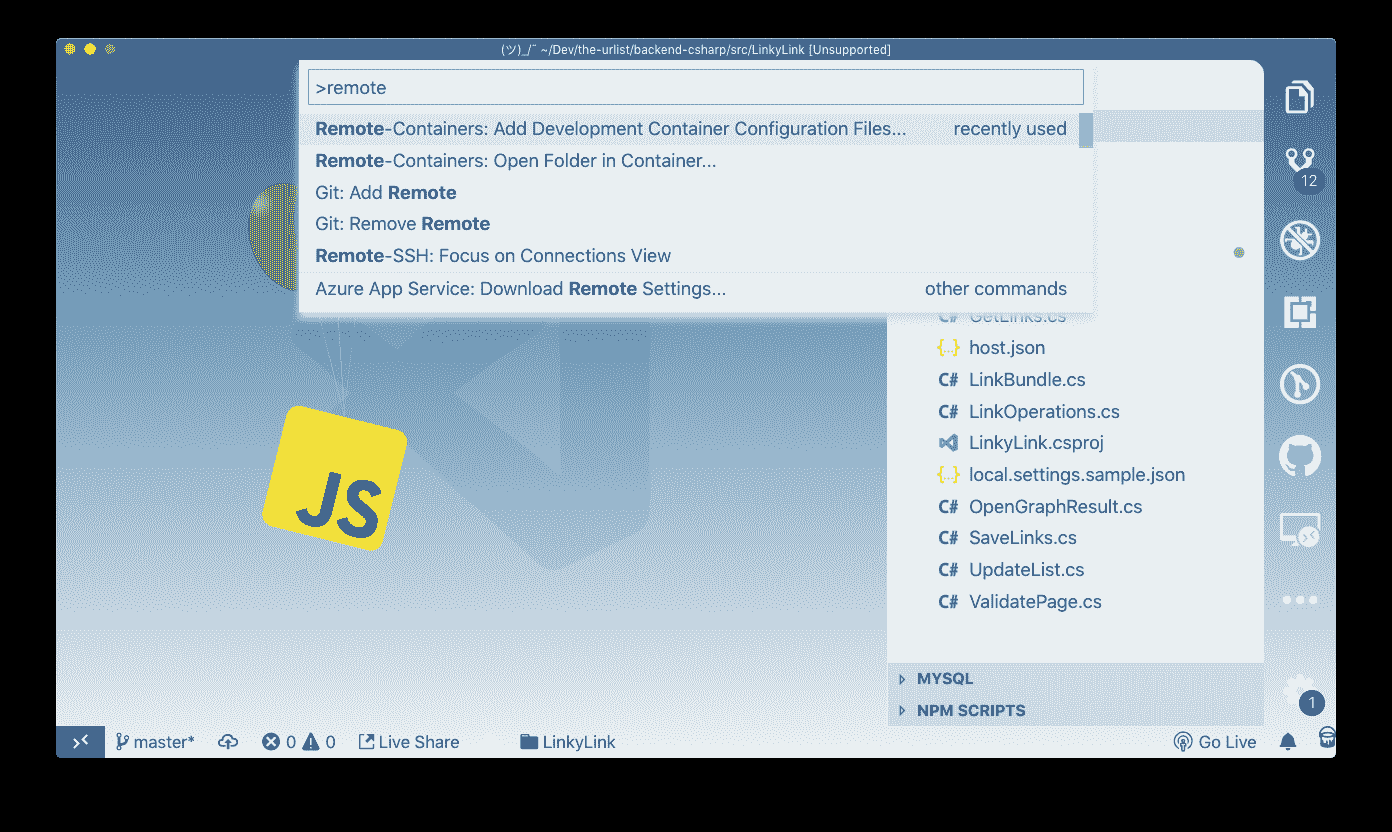 (ツ)_/¯ ~/Dev/the-urlist/backend-csharp/src/LinkyLink [Unsupported]
>remote
Remote-Containers: Add Development Container Configuration Files... recently used
Remote-Containers: Open Folder in Container...
Git: Add Remote
Git: Remove Remote
Remote-SSH: Focus on Connections View
Azure App Service: Download Remote Settings... other commands
12
C# GetLinks.cs
{..} host.json
C# LinkBundle.cs
C# LinkOperations.cs
LinkyLink.csproj
{..} local.settings.sample.json
C# OpenGraphResult.cs
C# SaveLinks.cs
C# UpdateList.cs
C# ValidatePage.cs
JS
MYSQL
NPM SCRIPTS
1
master* 0 0 Live Share LinkyLink Go Live